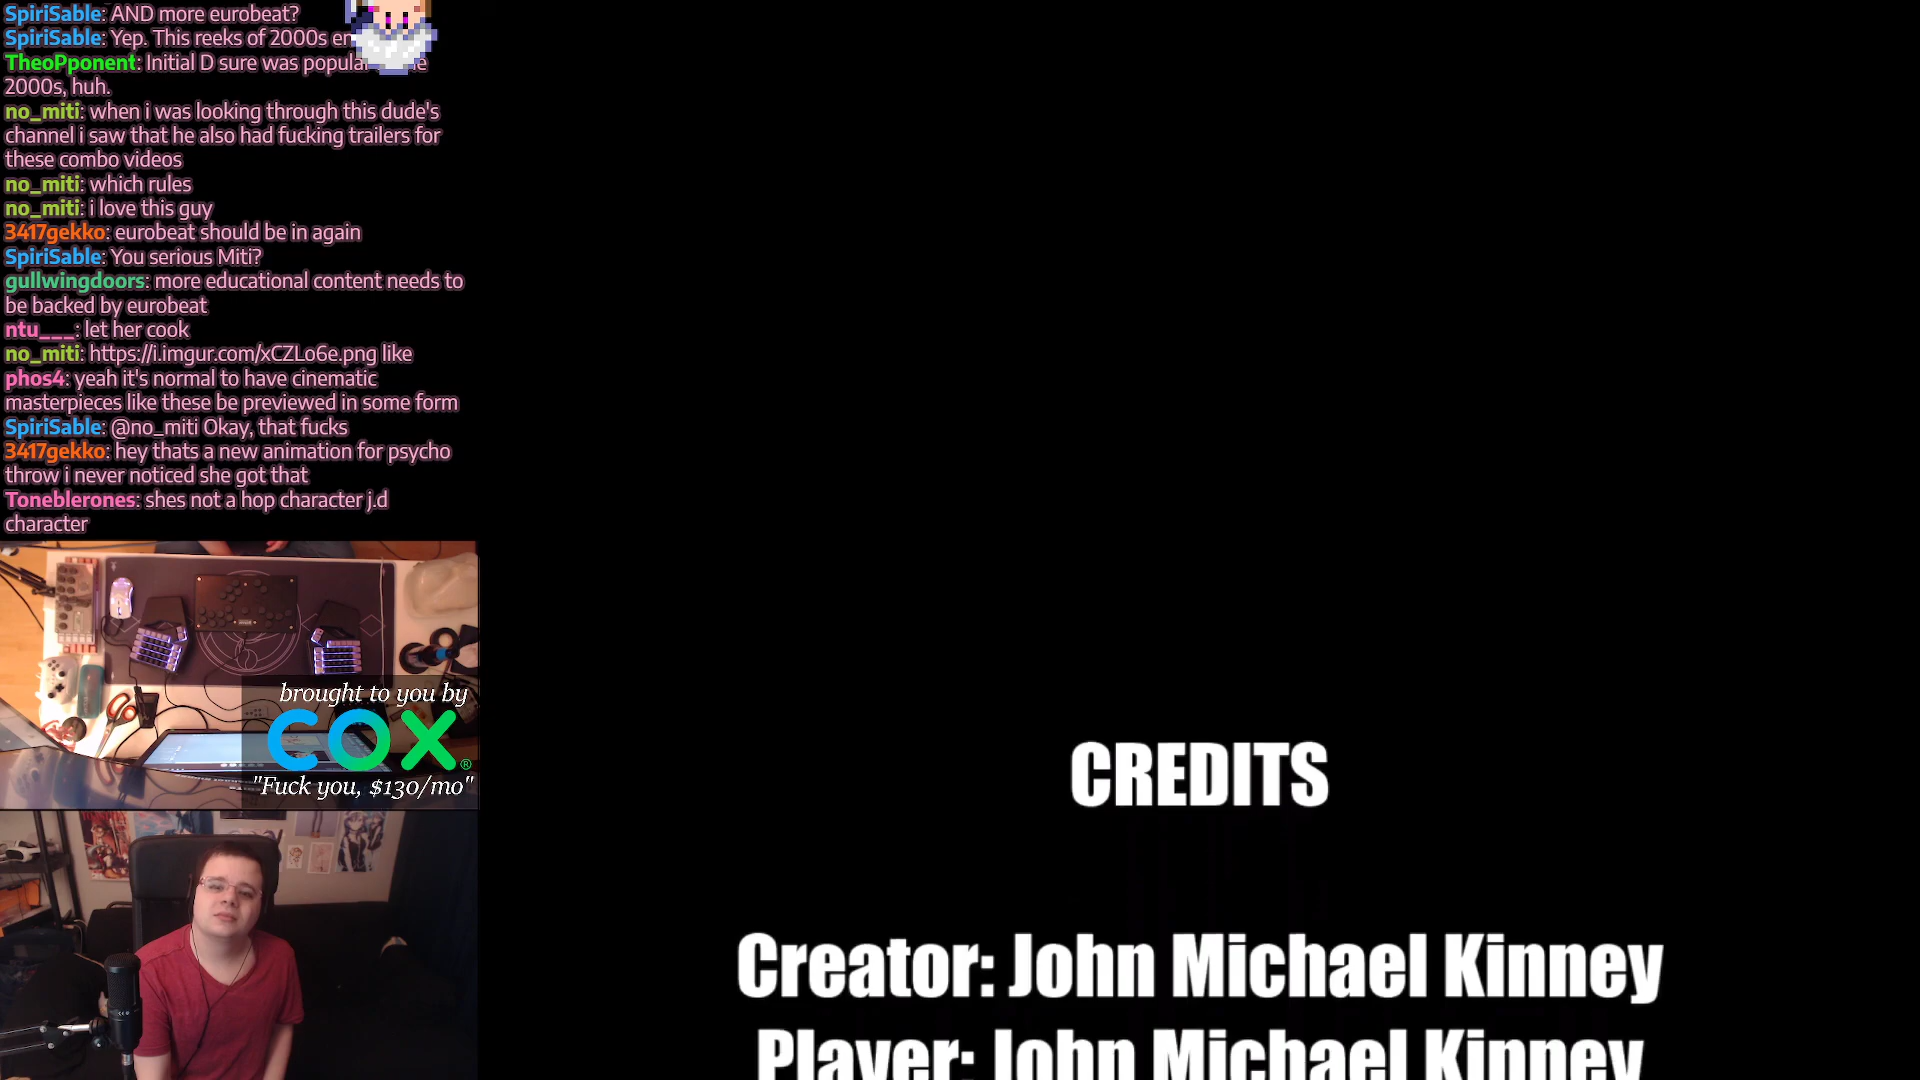 SpiriSable: AND more eurobeat?
SpiriSable: Yep. This reeks of 2000s
TheoPponent: Initial D sure was
2000s, huh.
no_miti: when i was looking through this dude's
channel i saw that he also had fucking trailers for
these combo videos
no_miti: which rules
no_miti: i love this guy
3417gekko: eurobeat should be in again
SpiriSable: You serious Miti?
gullwingdoors: more educational content needs to
be backed by eurobeat
ntu___: let her cook
no_miti: https://i.imgur.com/xCZLo6e.png like
phos4: yeah it's normal to have cinematic
masterpieces like these be previewed in some form
SpiriSable: @no_miti Okay, that fucks
3417gekko: hey thats a new animation for psycho
throw i never noticed she got that
Toneblerones: shes not a hop character j.d
character
brought to you by
COX®
"Fuck you, $130/mo"
CREDITS
Creator: John Michael Kinney
Player: John Michael Kinney